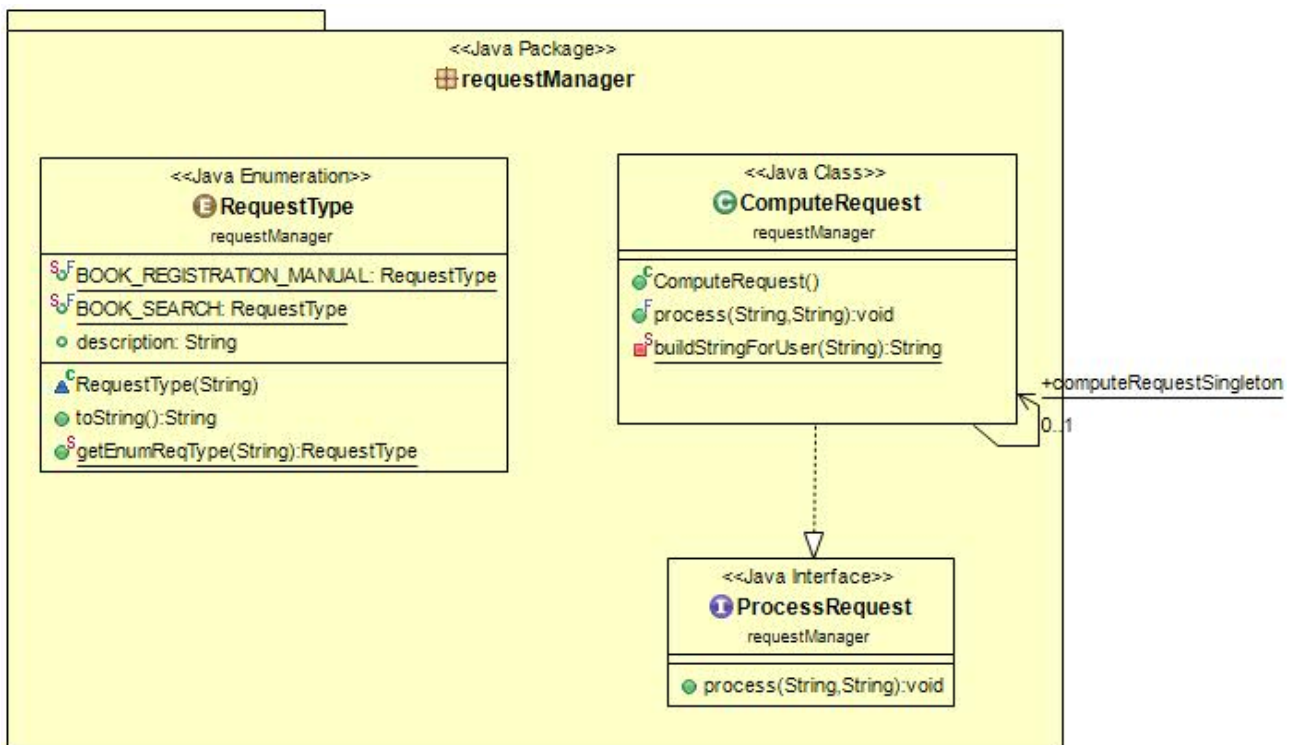 <<Java Package>>
requestManager
<<Java Enumeration>>
RequestType
requestManager
BOOK_REGISTRATION_MANUAL: RequestType
BOOK_SEARCH: RequestType
description: String
RequestType(String)
toString():String
getEnumReqType(String):RequestType
<<Java Class>>
ComputeRequest
requestManager
ComputeRequest()
process(String,String):void
buildStringForUser(String):String
+computeRequestSingleton
0..1
<<Java Interface>>
ProcessRequest
requestManager
process(String,String):void